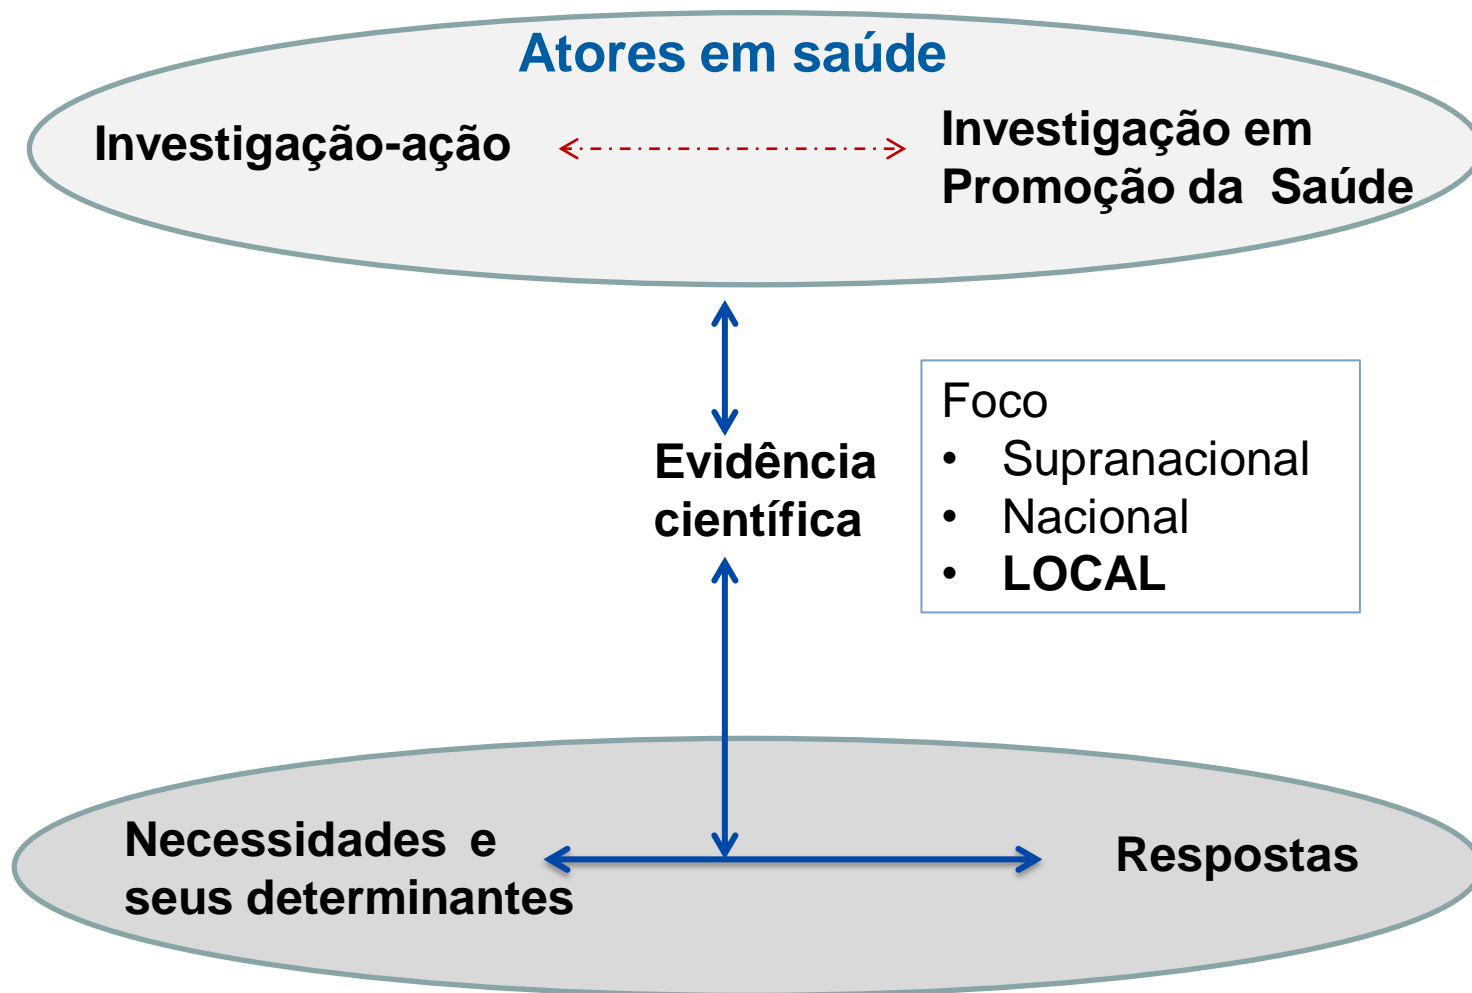 Atores em saúde
Investigação-ação
Investigação em
Promoção da Saúde
Evidência
científica
Foco
• Supranacional
• Nacional
• LOCAL
Necessidades e
seus determinantes
Respostas